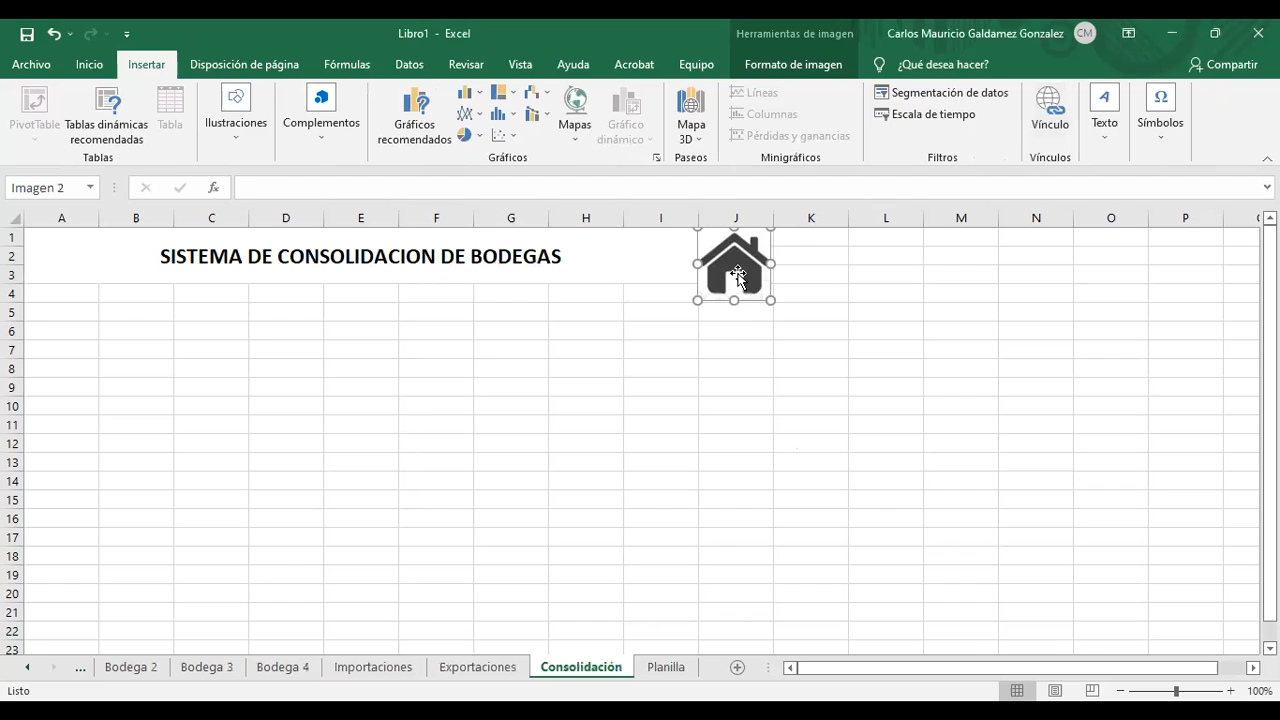 Libro1 - Excel
Herramientas de imagen
Carlos Mauricio Galdamez Gonzalez
CM
Archivo
Inicio
Insertar
Disposición de página
Fórmulas
Datos
Revisar
Vista
Ayuda
Acrobat
Equipo
Formato de imagen
¿Qué desea hacer?
Compartir
PivotTable
Tablas dinámicas
recomendadas
Tabla
Tablas
Ilustraciones
Complementos
Gráficos
recomendados
Mapas
Gráfico
dinámico
Gráficos
Mapa
3D
Paseos
Líneas
Columnas
Pérdidas y ganancias
Minigráficos
Segmentación de datos
Escala de tiempo
Filtros
Vínculo
Vínculos
A
Texto
Ω
Símbolos
Imagen 2
fx
A B C D E F G H I J K L M N O P
1
2
3
4
5
6
7
8
9
10
11
12
13
14
15
16
17
18
19
20
21
22
23
SISTEMA DE CONSOLIDACION DE BODEGAS
... Bodega 2 Bodega 3 Bodega 4 Importaciones Exportaciones Consolidación Planilla
Listo
100%